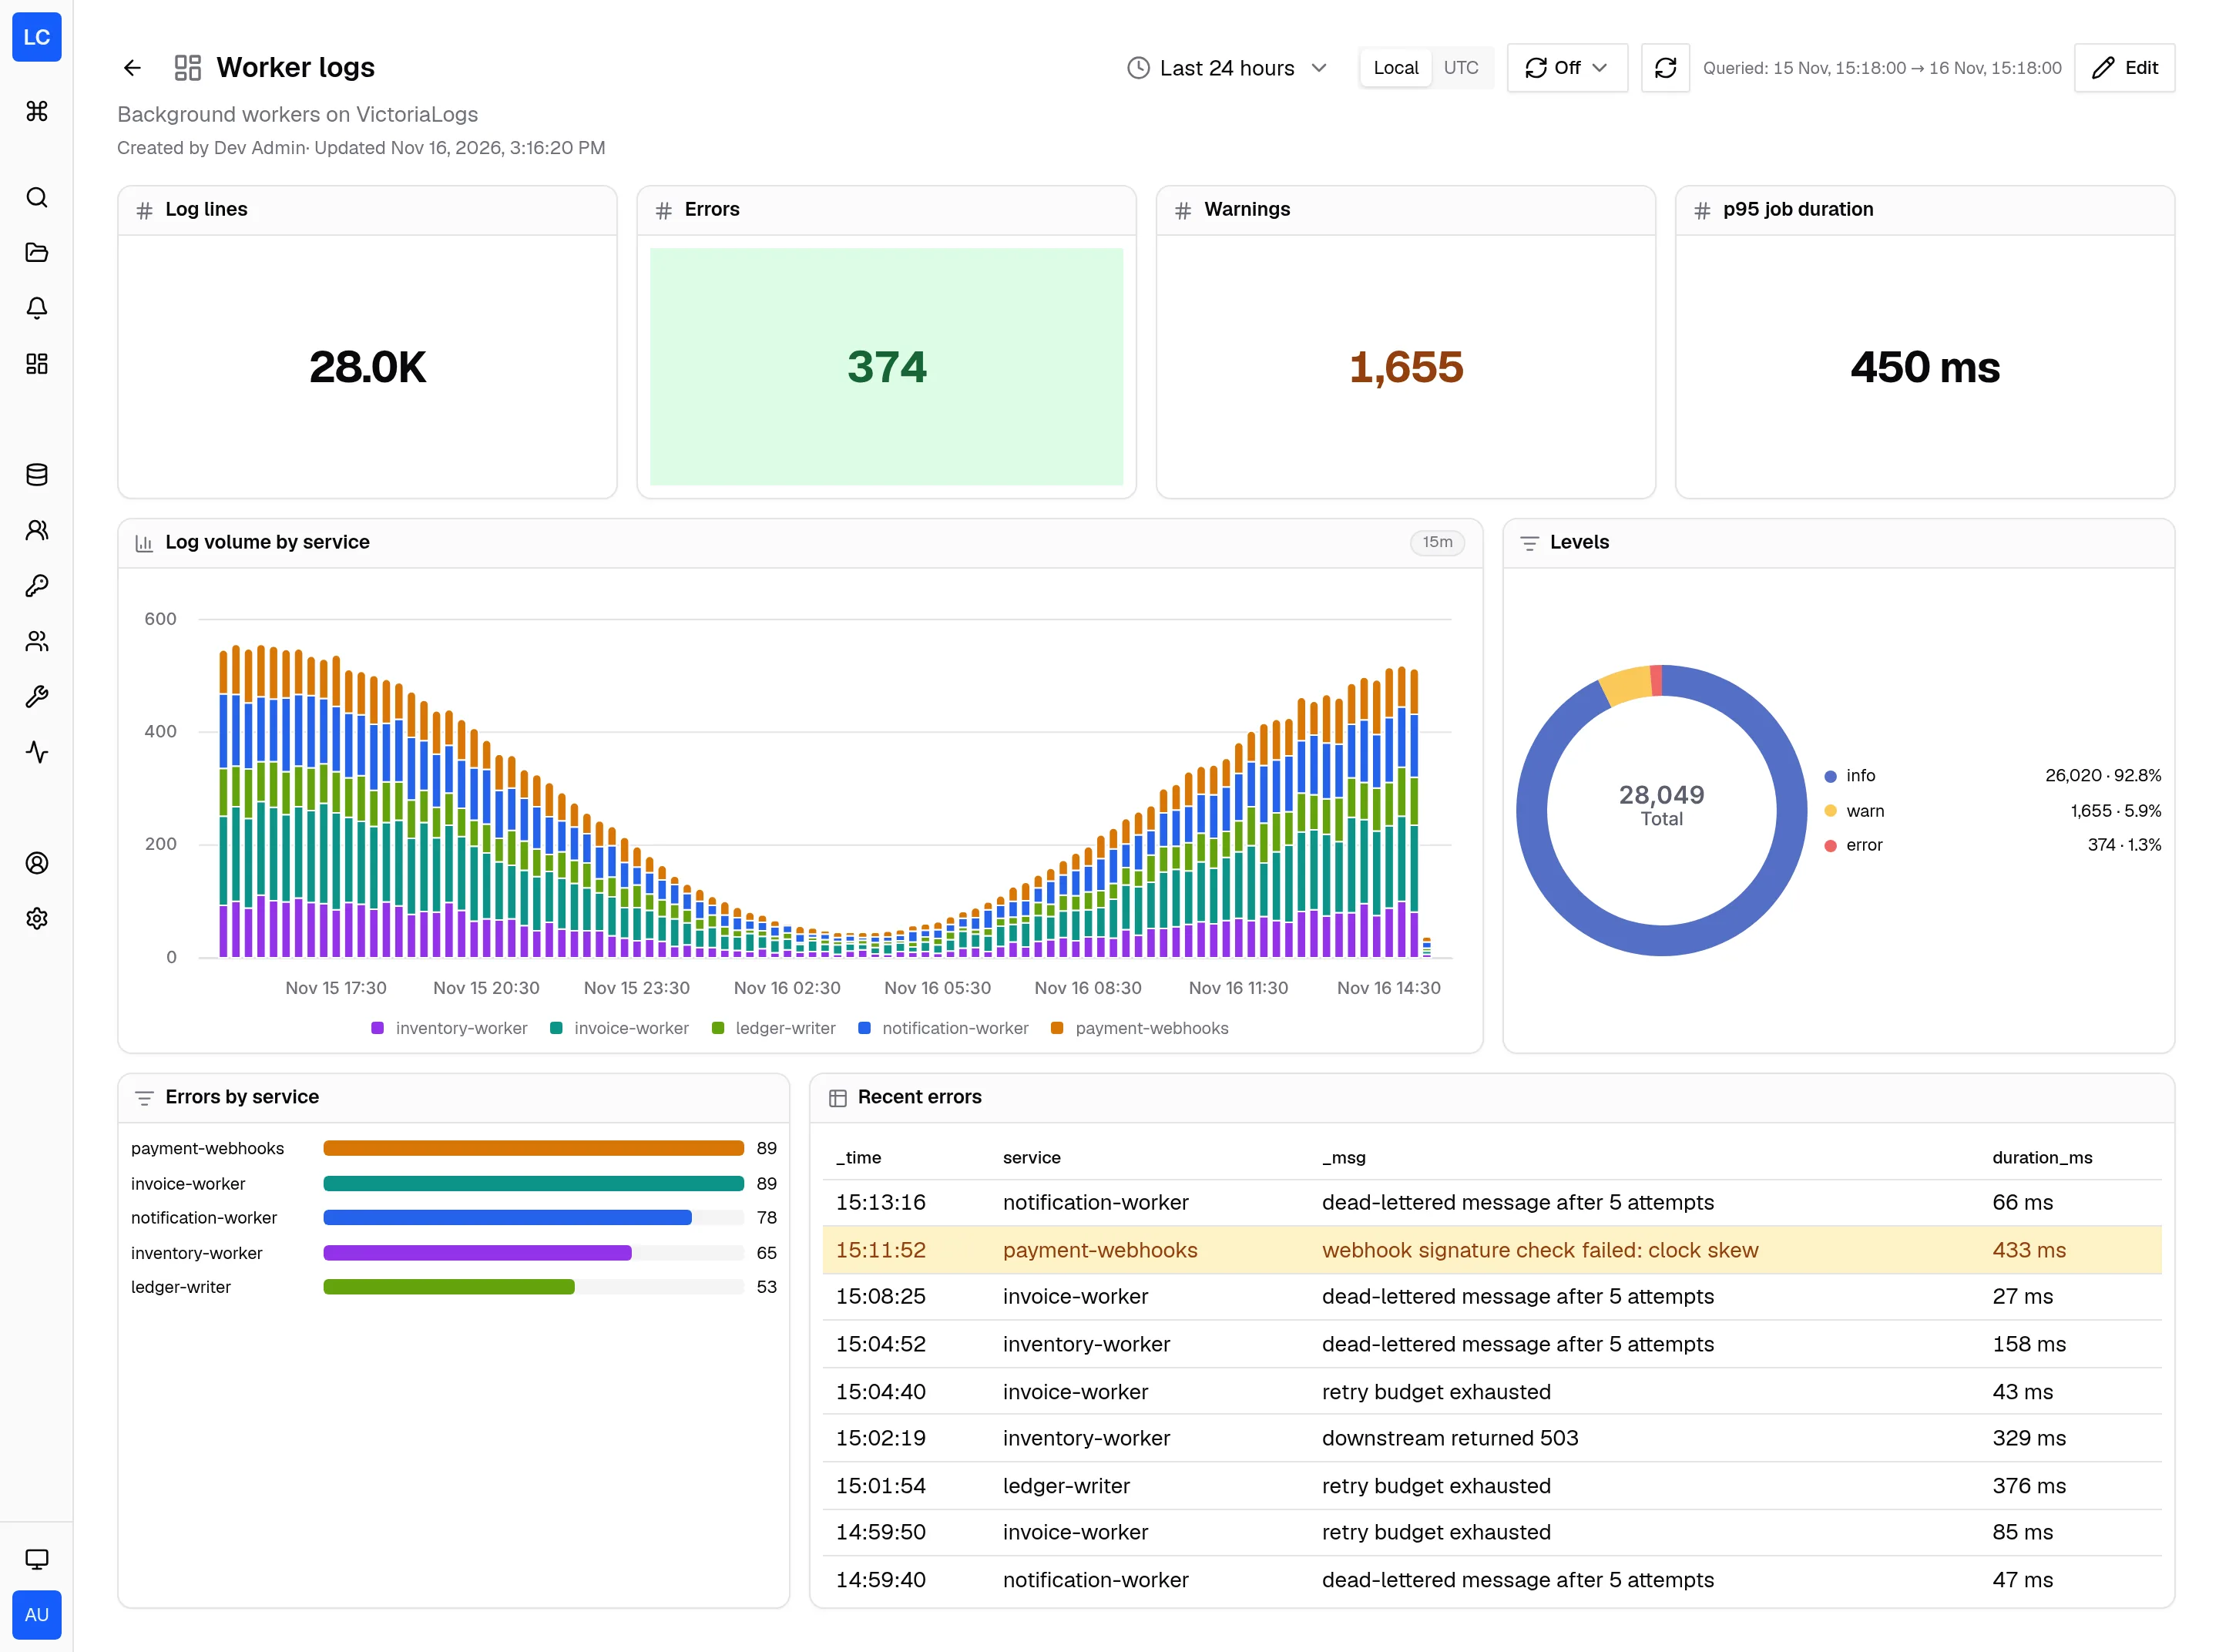 LC
Worker logs
Last 24 hours
Local
UTC
Off
Queried: 15 Nov, 15:18:00 → 16 Nov, 15:18:00
Edit
Background workers on VictoriaLogs
Created by Dev Admin· Updated Nov 16, 2026, 3:16:20 PM
# Log lines
28.0K
# Errors
374
# Warnings
1,655
# p95 job duration
450 ms
Log volume by service
15m
600
400
200
0
Nov 15 17:30
Nov 15 20:30
Nov 15 23:30
Nov 16 02:30
Nov 16 05:30
Nov 16 08:30
Nov 16 11:30
Nov 16 14:30
inventory-worker
invoice-worker
ledger-writer
notification-worker
payment-webhooks
Levels
28,049
Total
info 26,020 · 92.8%
warn 1,655 · 5.9%
error 374 · 1.3%
Errors by service
payment-webhooks 89
invoice-worker 89
notification-worker 78
inventory-worker 65
ledger-writer 53
Recent errors
_time service _msg duration_ms
15:13:16 notification-worker dead-lettered message after 5 attempts 66 ms
15:11:52 payment-webhooks webhook signature check failed: clock skew 433 ms
15:08:25 invoice-worker dead-lettered message after 5 attempts 27 ms
15:04:52 inventory-worker dead-lettered message after 5 attempts 158 ms
15:04:40 invoice-worker retry budget exhausted 43 ms
15:02:19 inventory-worker downstream returned 503 329 ms
15:01:54 ledger-writer retry budget exhausted 376 ms
14:59:50 invoice-worker retry budget exhausted 85 ms
14:59:40 notification-worker dead-lettered message after 5 attempts 47 ms
AU